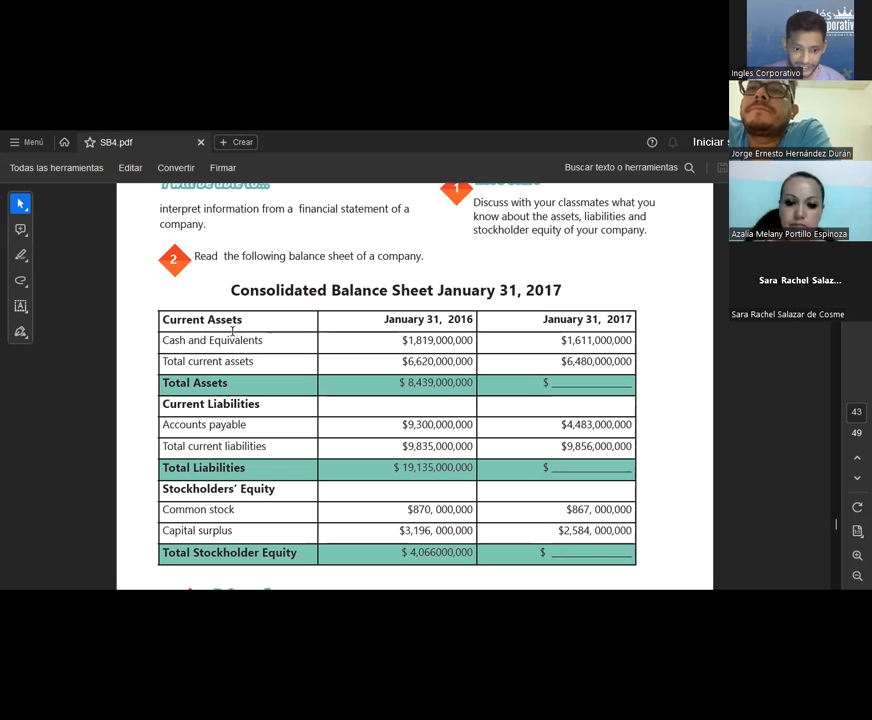 Menú
SB4.pdf
Crear
Iniciar s
Todas las herramientas Editar Convertir Firmar
Buscar texto o herramientas
interpret information from a financial statement of a
company.
1
Discuss with your classmates what you
know about the assets, liabilities and
stockholder equity of your company.
2
Read the following balance sheet of a company.
Consolidated Balance Sheet January 31, 2017
Current Assets January 31, 2016 January 31, 2017
Cash and Equivalents $1,819,000,000 $1,611,000,000
Total current assets $6,620,000,000 $6,480,000,000
Total Assets $ 8,439,000,000 $ ______________
Current Liabilities
Accounts payable $9,300,000,000 $4,483,000,000
Total current liabilities $9,835,000,000 $9,856,000,000
Total Liabilities $ 19,135,000,000 $ ______________
Stockholders' Equity
Common stock $870, 000,000 $867, 000,000
Capital surplus $3,196, 000,000 $2,584, 000,000
Total Stockholder Equity $ 4,066000,000 $ ______________
43
49
Ingles Corporativo
Jorge Ernesto Hernández Durán
Azalia Melany Portillo Espinoza
Sara Rachel Salaz...
Sara Rachel Salazar de Cosme